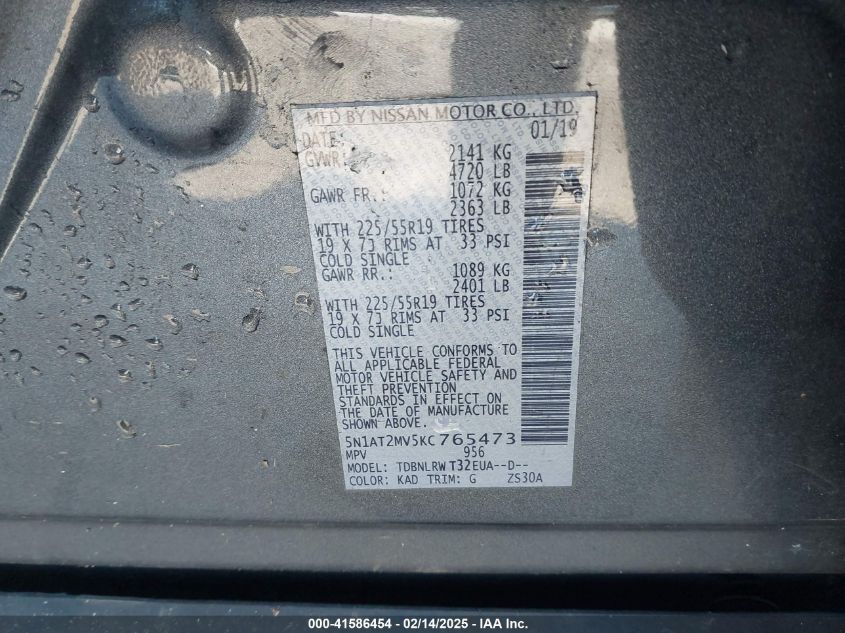 MFD BY NISSAN MOTOR CO., LTD.
DATE: 01/19
GVWR: 2141 KG
4720 LB
GAWR FR.: 1072 KG
2363 LB
WITH 225/55R19 TIRES
19 X 7J RIMS AT 33 PSI
COLD SINGLE
GAWR RR.: 1089 KG
2401 LB
WITH 225/55R19 TIRES
19 X 7J RIMS AT 33 PSI
COLD SINGLE
THIS VEHICLE CONFORMS TO
ALL APPLICABLE FEDERAL
MOTOR VEHICLE SAFETY AND
THEFT PREVENTION
STANDARDS IN EFFECT ON
THE DATE OF MANUFACTURE
SHOWN ABOVE.
5N1AT2MV5KC765473
MPV 956
MODEL: TDBNLRW T32EUA--D--
COLOR: KAD TRIM: G ZS30A
000-41586454 - 02/14/2025 - IAA Inc.